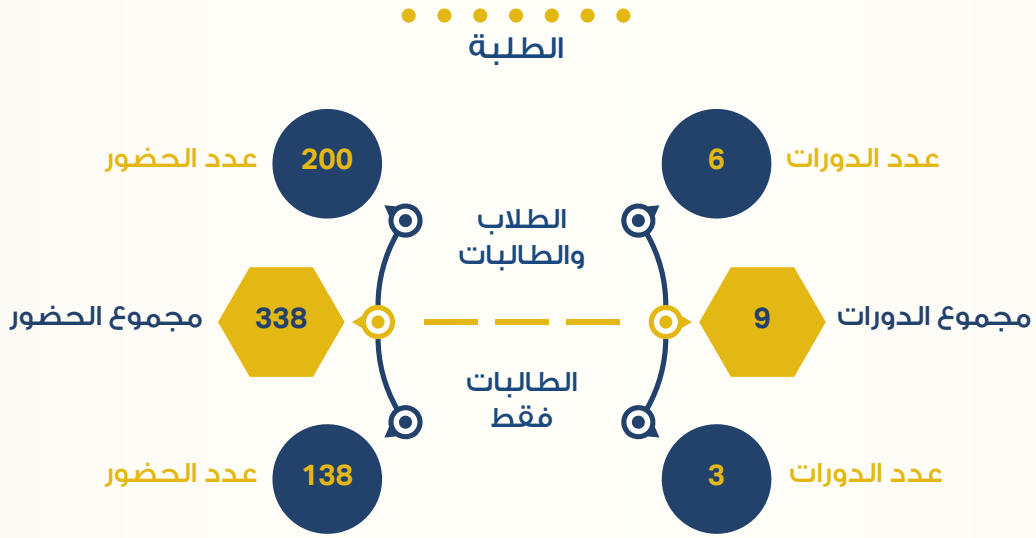 الطلبة
عدد الدورات 6
200 عدد الحضور
الطلاب
والطالبات
مجموع الدورات 9
338 مجموع الحضور
الطالبات
فقط
عدد الدورات 3
138 عدد الحضور